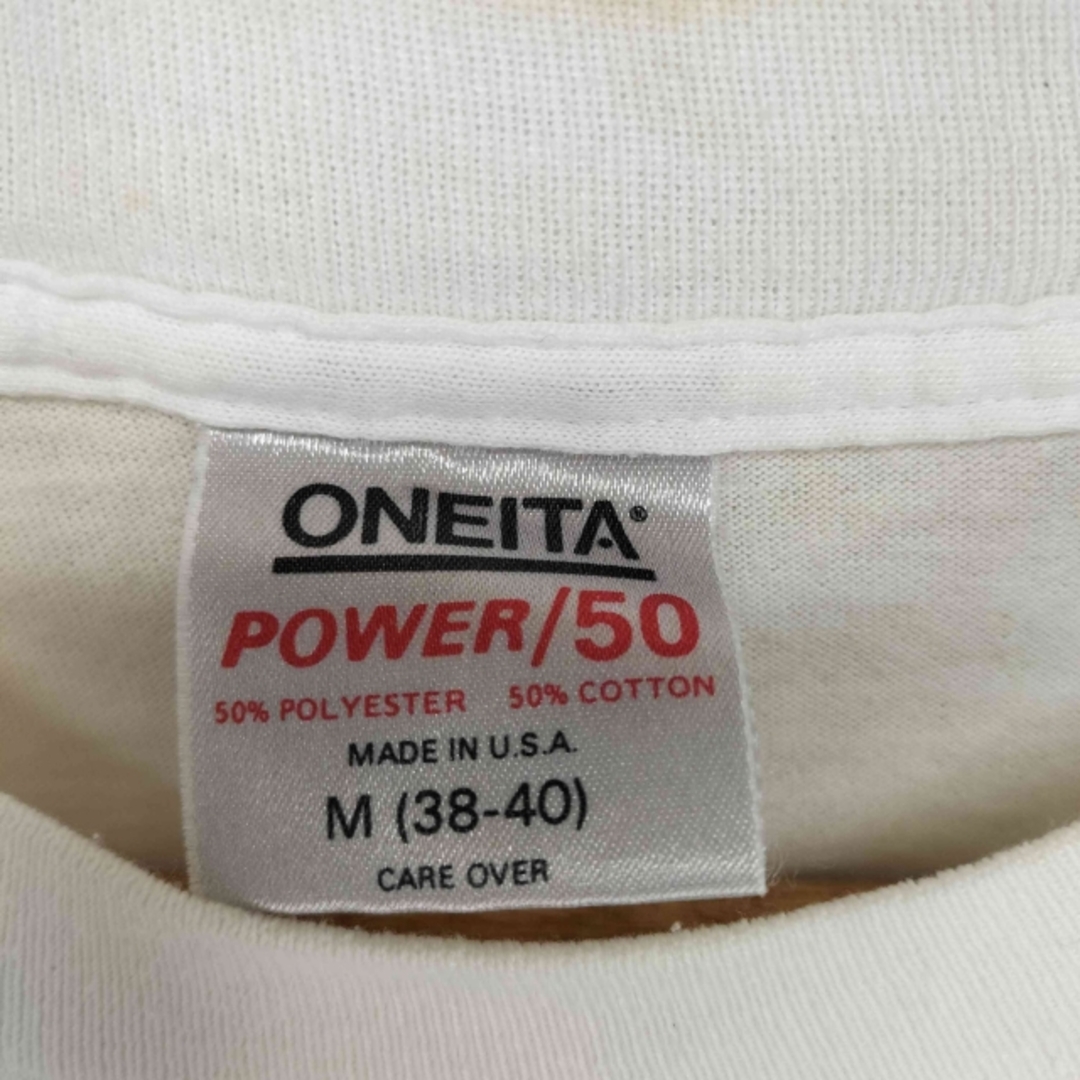 ONEITA®
POWER/50
50% POLYESTER 50% COTTON
MADE IN U.S.A.
M (38-40)
CARE OVER